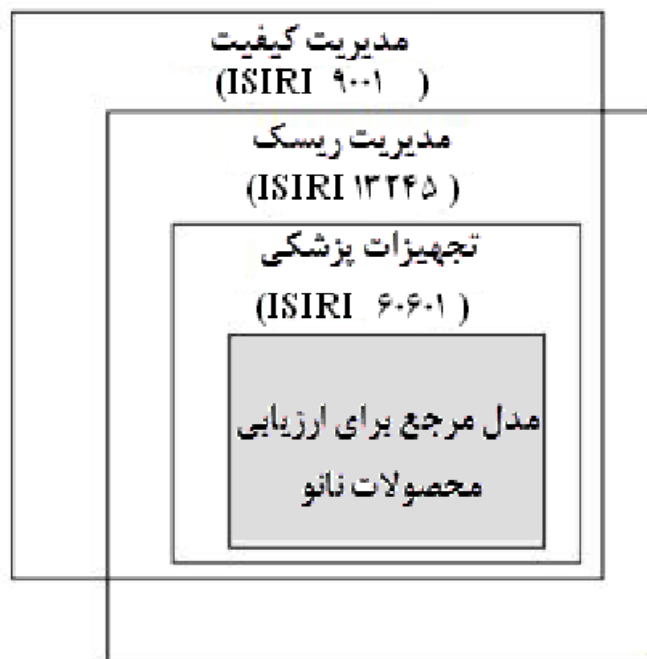 مدیریت کیفیت
(ISIRI ۹۰۰۱ )
مدیریت ریسک
(ISIRI ۱۳۲۴۵ )
تجهیزات پزشکی
(ISIRI ۶۰۶۰۱ )
مدل مرجع برای ارزیابی
محصولات نانو